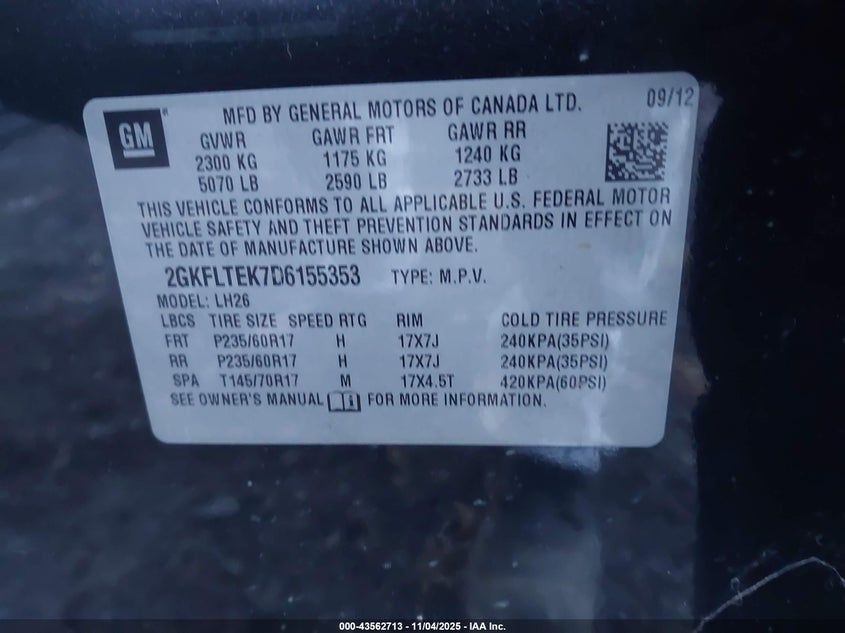 GM
MFD BY GENERAL MOTORS OF CANADA LTD.
09/12
GVWR GAWR FRT GAWR RR
2300 KG 1175 KG 1240 KG
5070 LB 2590 LB 2733 LB
THIS VEHICLE CONFORMS TO ALL APPLICABLE U.S. FEDERAL MOTOR
VEHICLE SAFETY AND THEFT PREVENTION STANDARDS IN EFFECT ON
THE DATE OF MANUFACTURE SHOWN ABOVE.
2GKFLTEK7D6155353 TYPE: M.P.V.
MODEL: LH26
LBCS TIRE SIZE SPEED RTG RIM COLD TIRE PRESSURE
FRT P235/60R17 H 17X7J 240KPA(35PSI)
RR P235/60R17 H 17X7J 240KPA(35PSI)
SPA T145/70R17 M 17X4.5T 420KPA(60PSI)
SEE OWNER'S MANUAL FOR MORE INFORMATION.
000-43562713 - 11/04/2025 - IAA Inc.